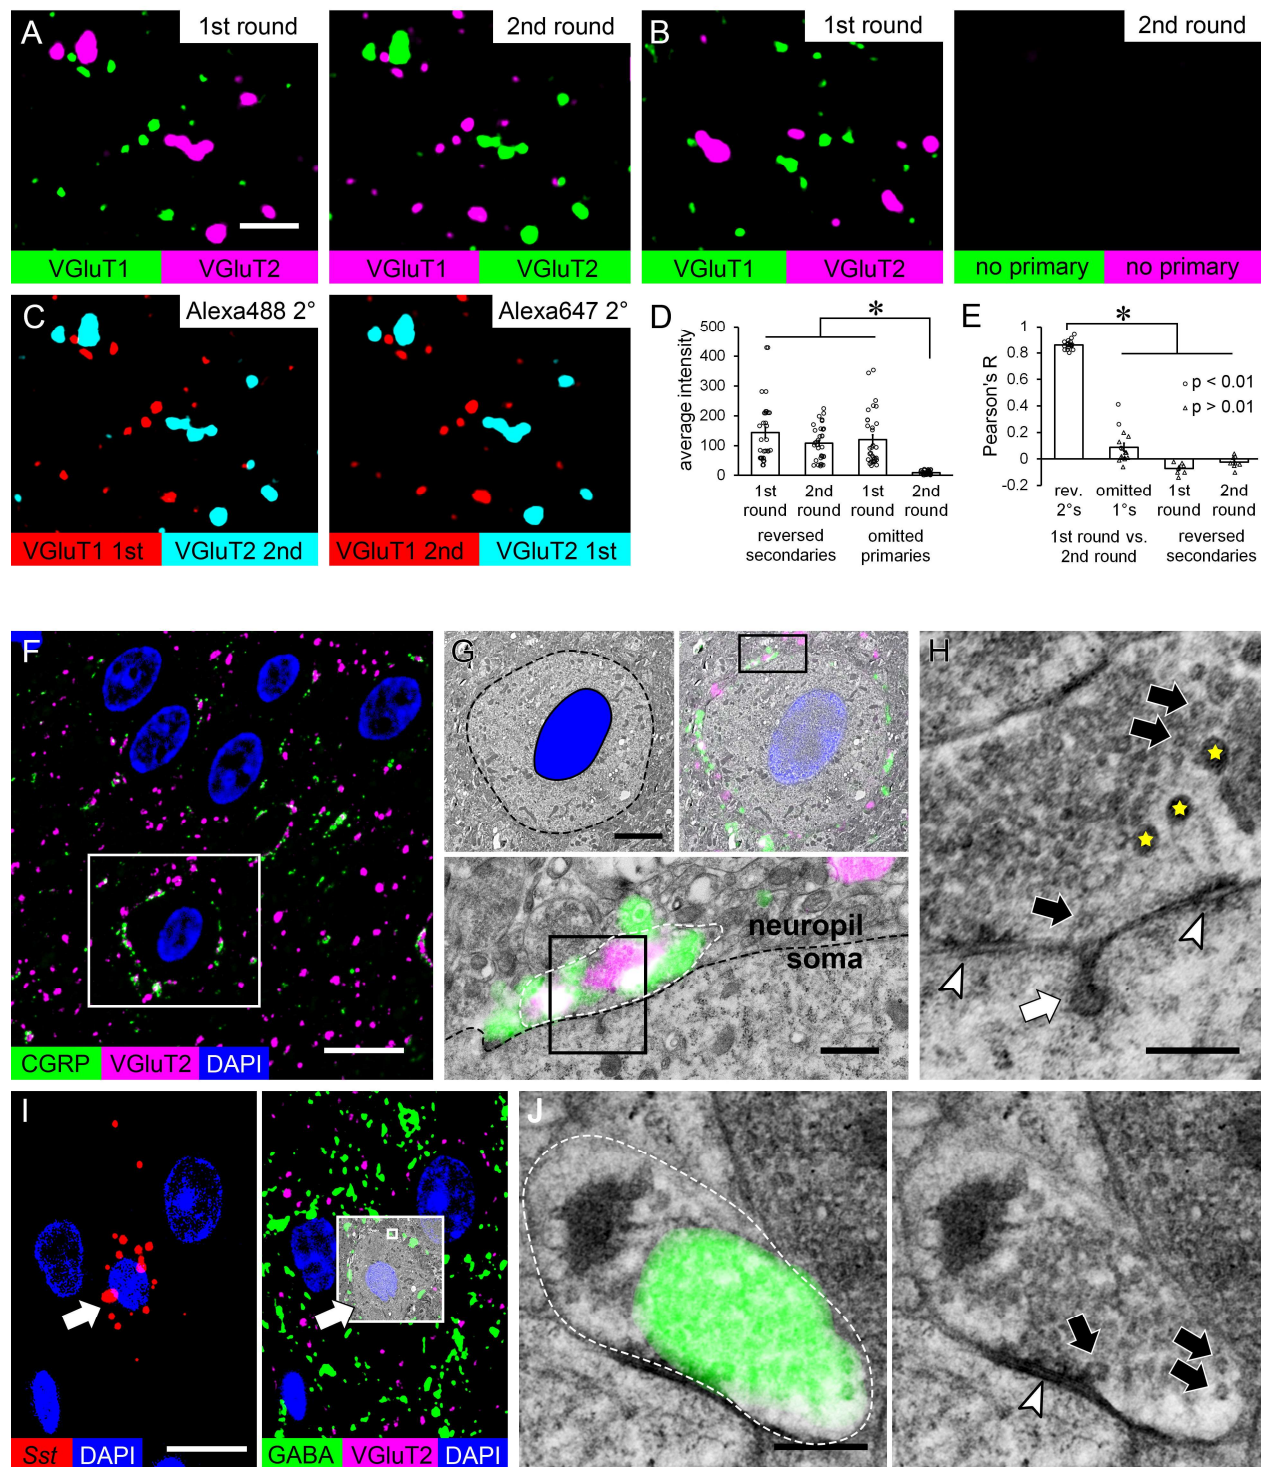 A
1st round
2nd round
B
1st round
2nd round
VGluT1 VGluT2
VGluT1 VGluT2
VGluT1 VGluT2
no primary no primary
C
Alexa488 2°
Alexa647 2°
VGluT1 1st VGluT2 2nd
VGluT1 2nd VGluT2 1st
D
average intensity
500
400
300
200
100
0
*
1st round
2nd round
1st round
2nd round
reversed secondaries
omitted primaries
E
Pearson's R
1
0.8
0.6
0.4
0.2
0
-0.2
*
○ p < 0.01
△ p > 0.01
rev. 2°s
omitted 1°s
1st round
2nd round
1st round vs. 2nd round
reversed secondaries
F
CGRP VGluT2 DAPI
G
neuropil
soma
H
I
Sst DAPI
GABA VGluT2 DAPI
J